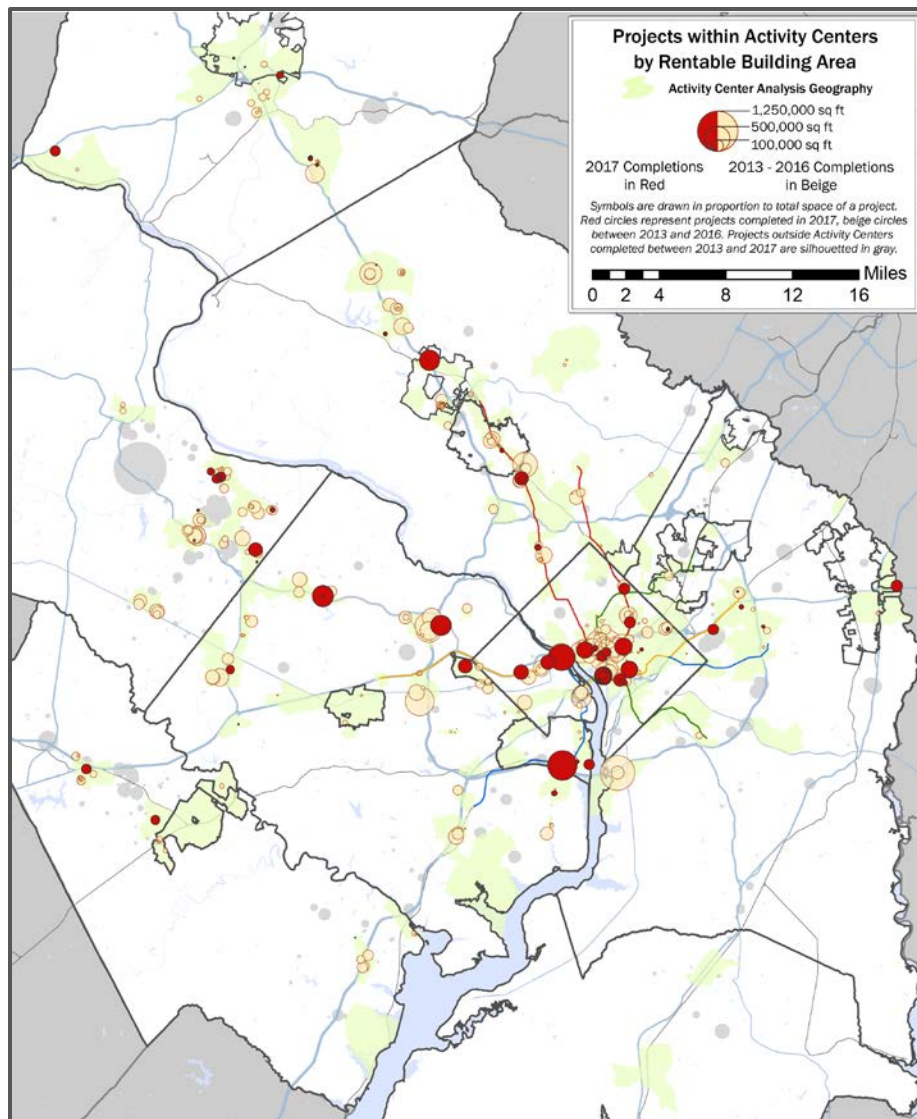 Projects within Activity Centers
by Rentable Building Area
Activity Center Analysis Geography
1,250,000 sq ft
500,000 sq ft
100,000 sq ft
2017 Completions
in Red
2013 - 2016 Completions
in Beige
Symbols are drawn in proportion to total space of a project.
Red circles represent projects completed in 2017, beige circles
between 2013 and 2016. Projects outside Activity Centers
completed between 2013 and 2017 are silhouetted in gray.
Miles
0 2 4 8 12 16